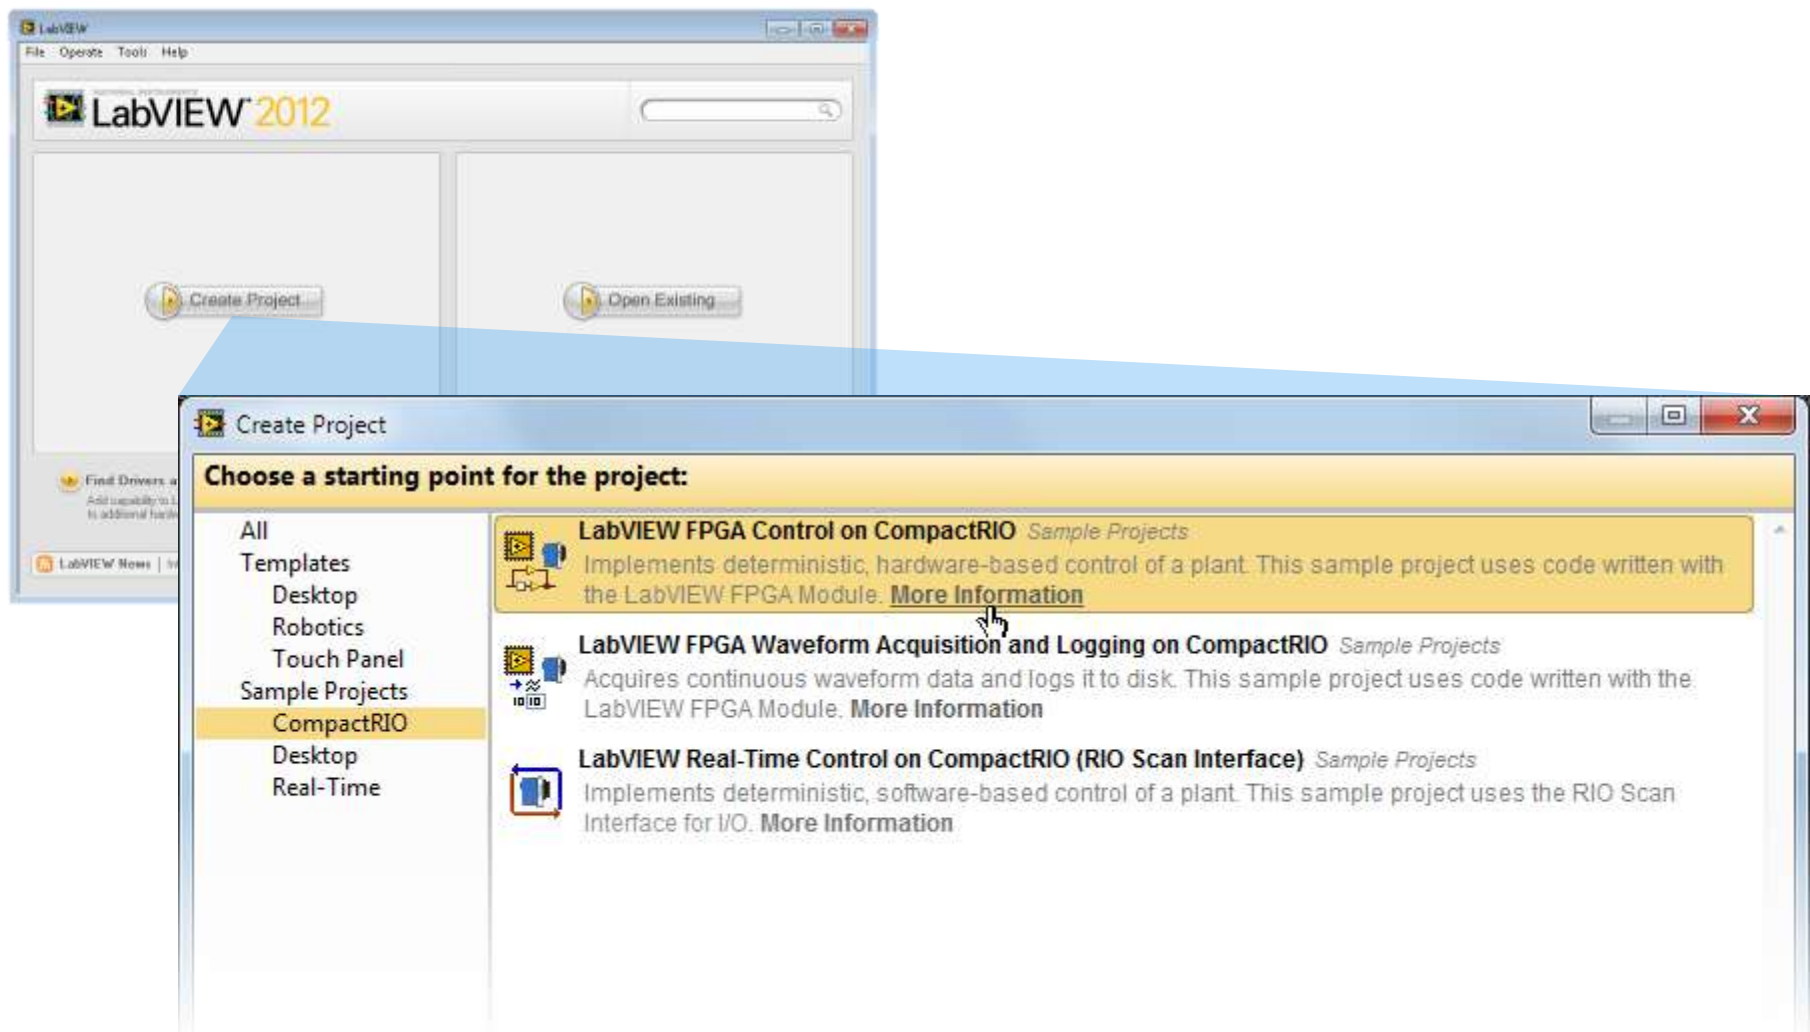 LabVIEW
File Operate Tools Help
LabVIEW 2012
Create Project
Open Existing
Find Drivers a
Add capability to L
to additional hardw
LabVIEW News
Create Project
Choose a starting point for the project:
All
Templates
Desktop
Robotics
Touch Panel
Sample Projects
CompactRIO
Desktop
Real-Time
LabVIEW FPGA Control on CompactRIO Sample Projects
Implements deterministic, hardware-based control of a plant. This sample project uses code written with
the LabVIEW FPGA Module. More Information
LabVIEW FPGA Waveform Acquisition and Logging on CompactRIO Sample Projects
Acquires continuous waveform data and logs it to disk. This sample project uses code written with the
LabVIEW FPGA Module. More Information
LabVIEW Real-Time Control on CompactRIO (RIO Scan Interface) Sample Projects
Implements deterministic, software-based control of a plant. This sample project uses the RIO Scan
Interface for I/O. More Information